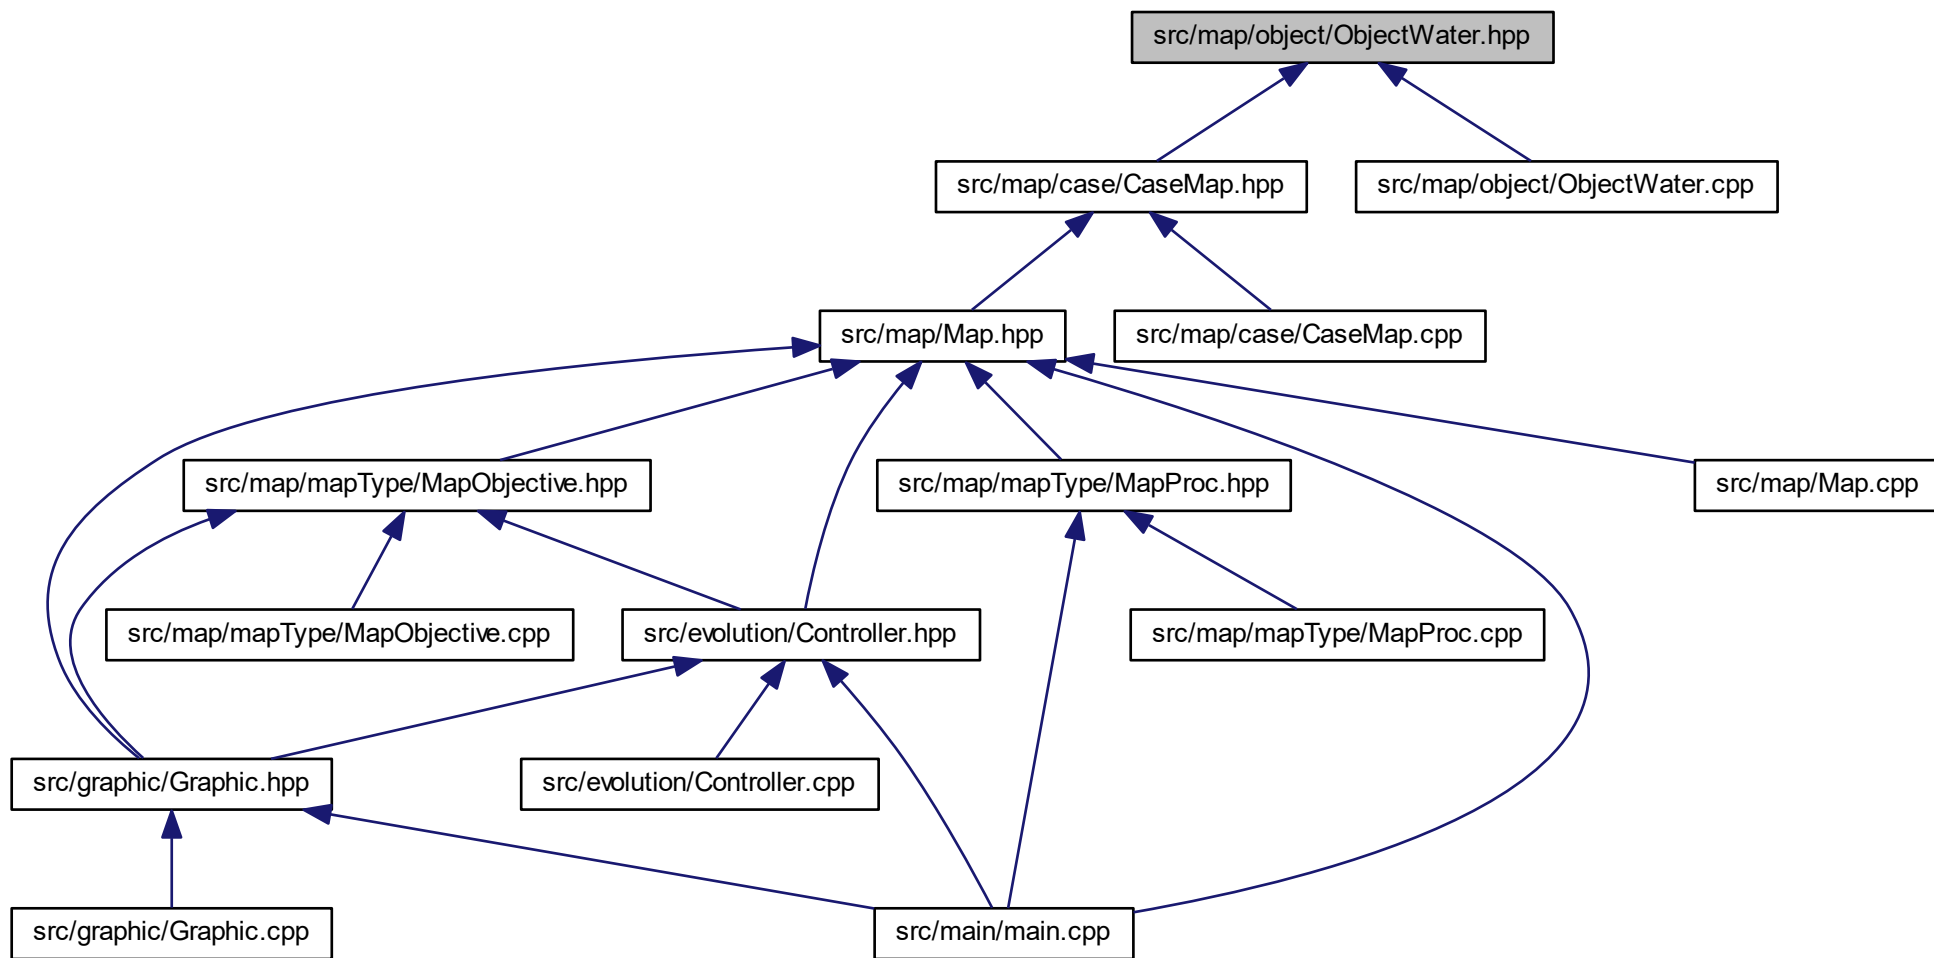 src/map/object/ObjectWater.hpp
src/map/case/CaseMap.hpp
src/map/object/ObjectWater.cpp
src/map/Map.hpp
src/map/case/CaseMap.cpp
src/map/mapType/MapObjective.hpp
src/map/mapType/MapProc.hpp
src/map/Map.cpp
src/map/mapType/MapObjective.cpp
src/evolution/Controller.hpp
src/map/mapType/MapProc.cpp
src/graphic/Graphic.hpp
src/evolution/Controller.cpp
src/graphic/Graphic.cpp
src/main/main.cpp